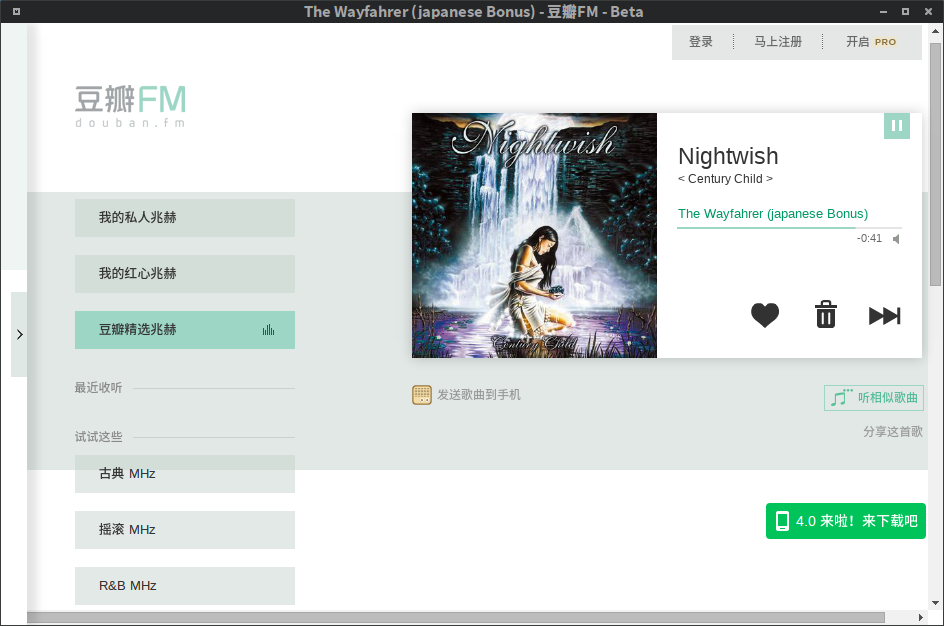 The Wayfahrer (japanese Bonus) - 豆瓣FM - Beta
登录 马上注册 开启 PRO
豆瓣FM
douban.fm
Nightwish
Century Child
Nightwish
< Century Child >
The Wayfahrer (japanese Bonus)
-0:41
我的私人兆赫
我的红心兆赫
豆瓣精选兆赫
最近收听
试试这些
古典 MHz
摇滚 MHz
R&B MHz
发送歌曲到手机
听相似歌曲
分享这首歌
4.0 来啦！来下载吧